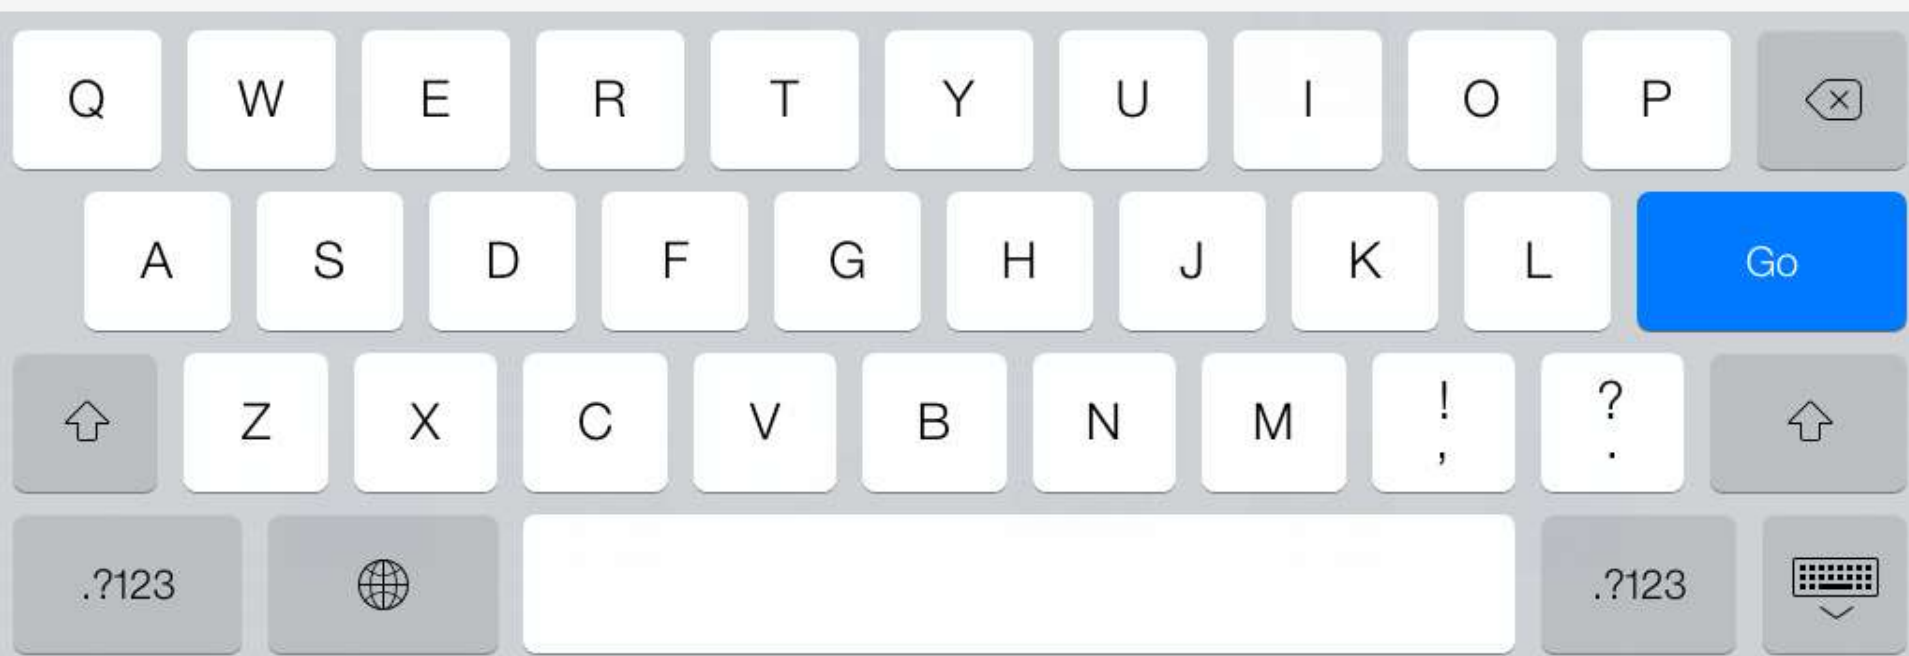 Q W E R T Y U I O P
A S D F G H J K L Go
Z X C V B N M ! , ? .
.?123 .?123